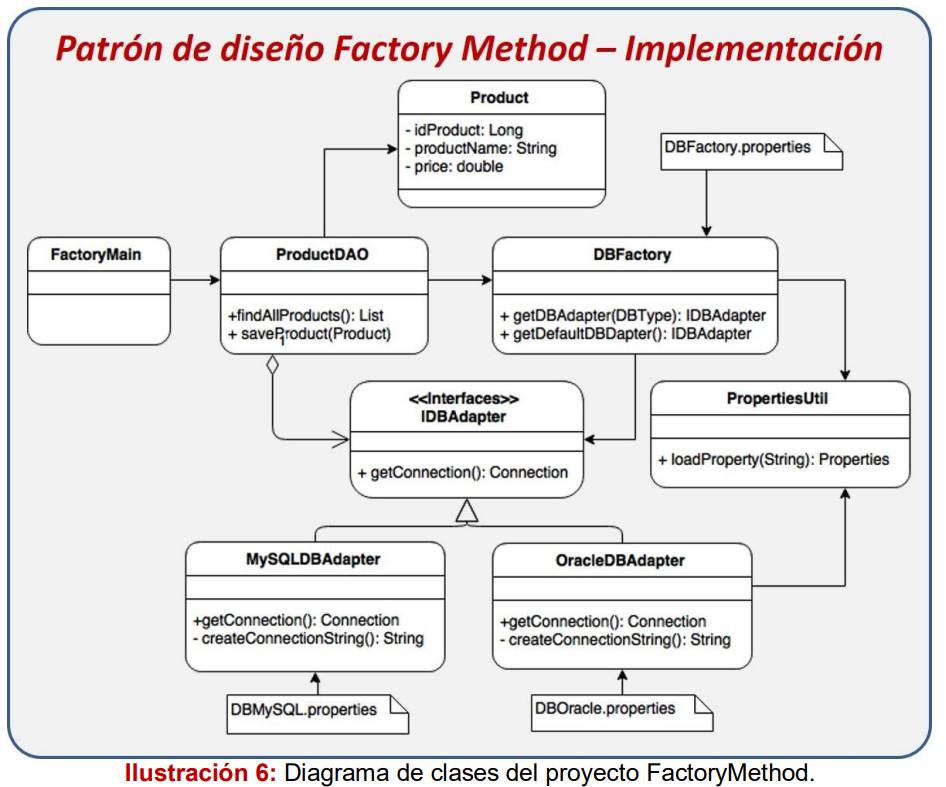 Patrón de diseño Factory Method – Implementación
Product
- idProduct: Long
- productName: String
- price: double
DBFactory.properties
FactoryMain
ProductDAO
+findAllProducts(): List
+ saveProduct(Product)
DBFactory
+ getDBAdapter(DBType): IDBAdapter
+ getDefaultDBDapter(): IDBAdapter
<<Interfaces>>
IDBAdapter
+ getConnection(): Connection
PropertiesUtil
+ loadProperty(String): Properties
MySQLDBAdapter
+getConnection(): Connection
- createConnectionString(): String
OracleDBAdapter
+getConnection(): Connection
- createConnectionString(): String
DBMySQL.properties
DBOracle.properties
Ilustración 6: Diagrama de clases del proyecto FactoryMethod.